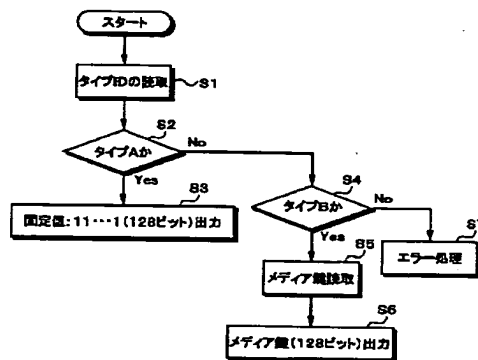 スタート
タイプIDの読取
S1
S2
タイプAか
No
Yes
S3
固定値：11・・・1(128ビット)出力
S4
タイプBか
No
Yes
S5
メディア鍵読取
エラー処理
S6
メディア鍵(128ビット)出力